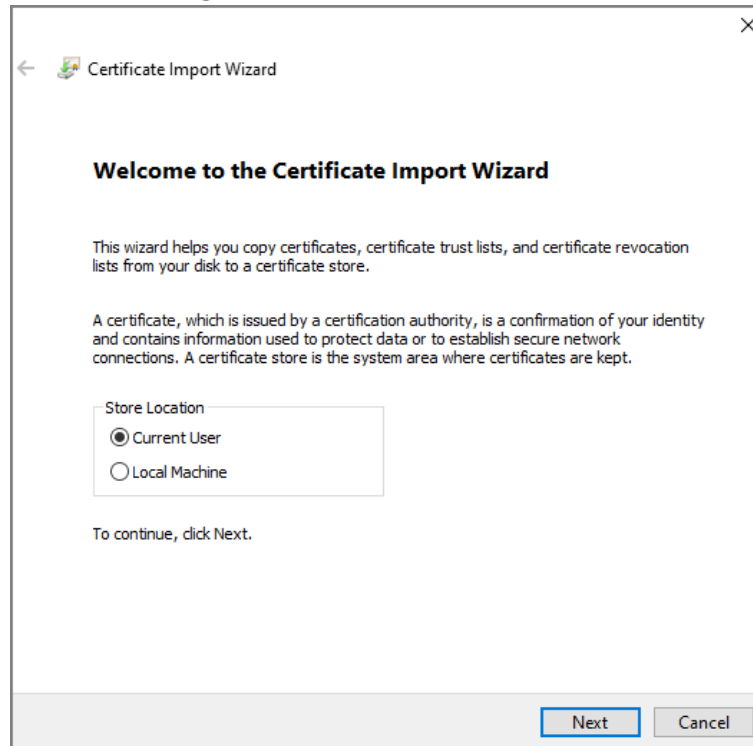 Certificate Import Wizard
Welcome to the Certificate Import Wizard
This wizard helps you copy certificates, certificate trust lists, and certificate revocation
lists from your disk to a certificate store.
A certificate, which is issued by a certification authority, is a confirmation of your identity
and contains information used to protect data or to establish secure network
connections. A certificate store is the system area where certificates are kept.
Store Location
Current User
Local Machine
To continue, click Next.
Next Cancel